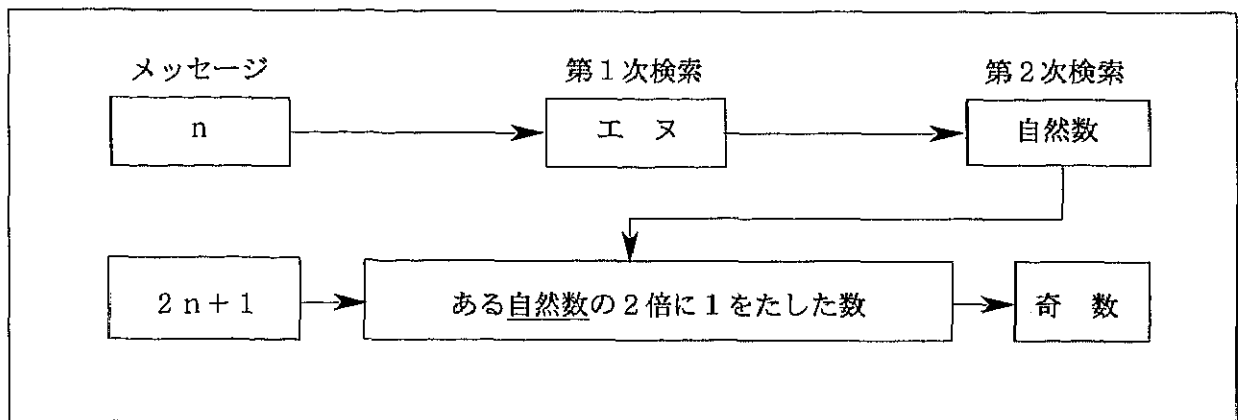 メッセージ 第1次検索 第2次検索
n エ ヌ 自然数
2n+1 ある自然数の2倍に1をたした数 奇 数